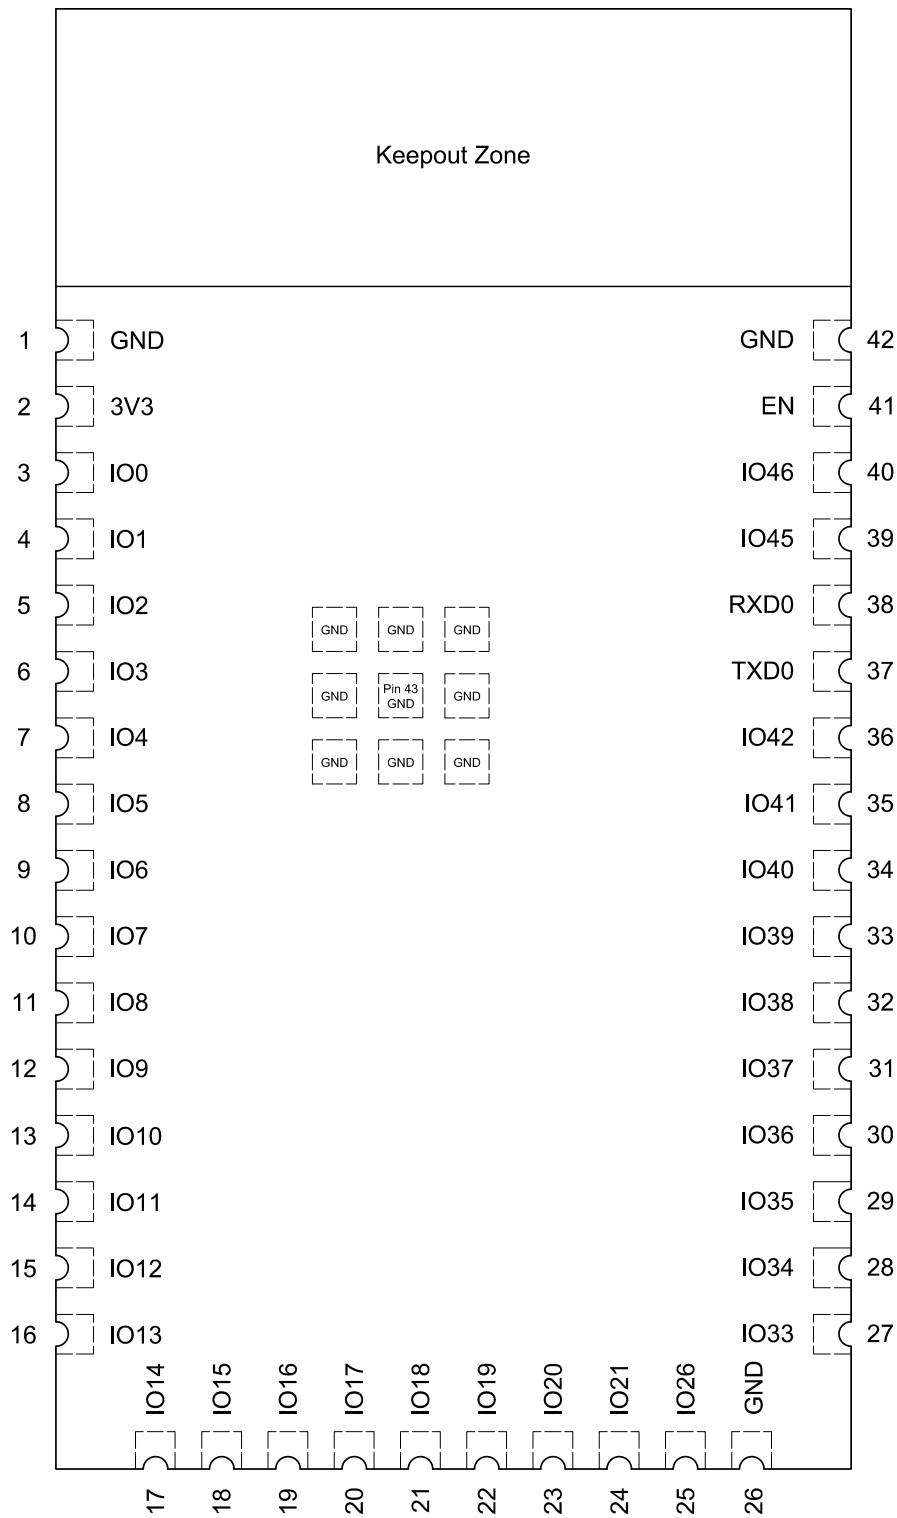 Keepout Zone
1 GND GND 42
2 3V3 EN 41
3 IO0 IO46 40
4 IO1 IO45 39
5 IO2 RXD0 38
GND GND GND
6 IO3 TXD0 37
GND Pin 43 GND
GND
7 IO4 IO42 36
GND GND GND
8 IO5 IO41 35
9 IO6 IO40 34
10 IO7 IO39 33
11 IO8 IO38 32
12 IO9 IO37 31
13 IO10 IO36 30
14 IO11 IO35 29
15 IO12 IO34 28
16 IO13 IO33 27
IO14 IO15 IO16 IO17 IO18 IO19 IO20 IO21 IO26 GND
17 18 19 20 21 22 23 24 25 26